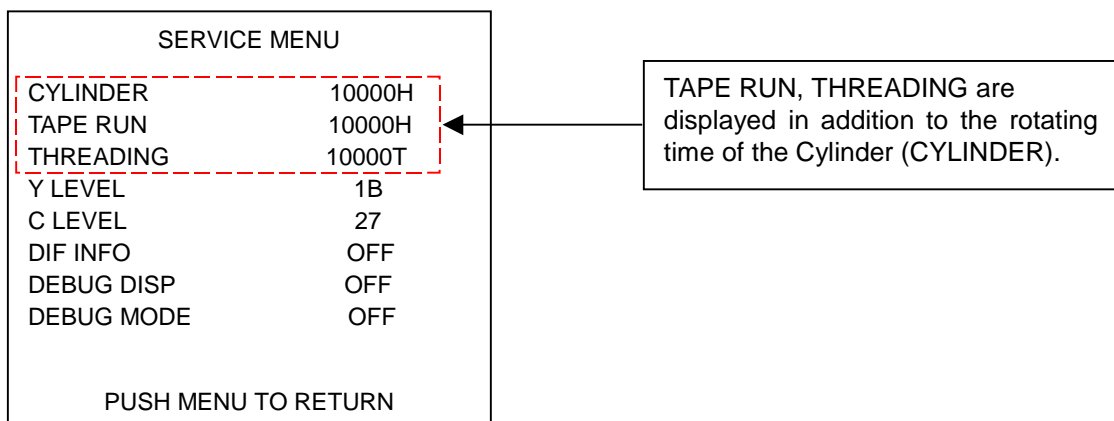 SERVICE MENU
CYLINDER 10000H
TAPE RUN 10000H
THREADING 10000T
Y LEVEL 1B
C LEVEL 27
DIF INFO OFF
DEBUG DISP OFF
DEBUG MODE OFF
PUSH MENU TO RETURN
TAPE RUN, THREADING are
displayed in addition to the rotating
time of the Cylinder (CYLINDER).